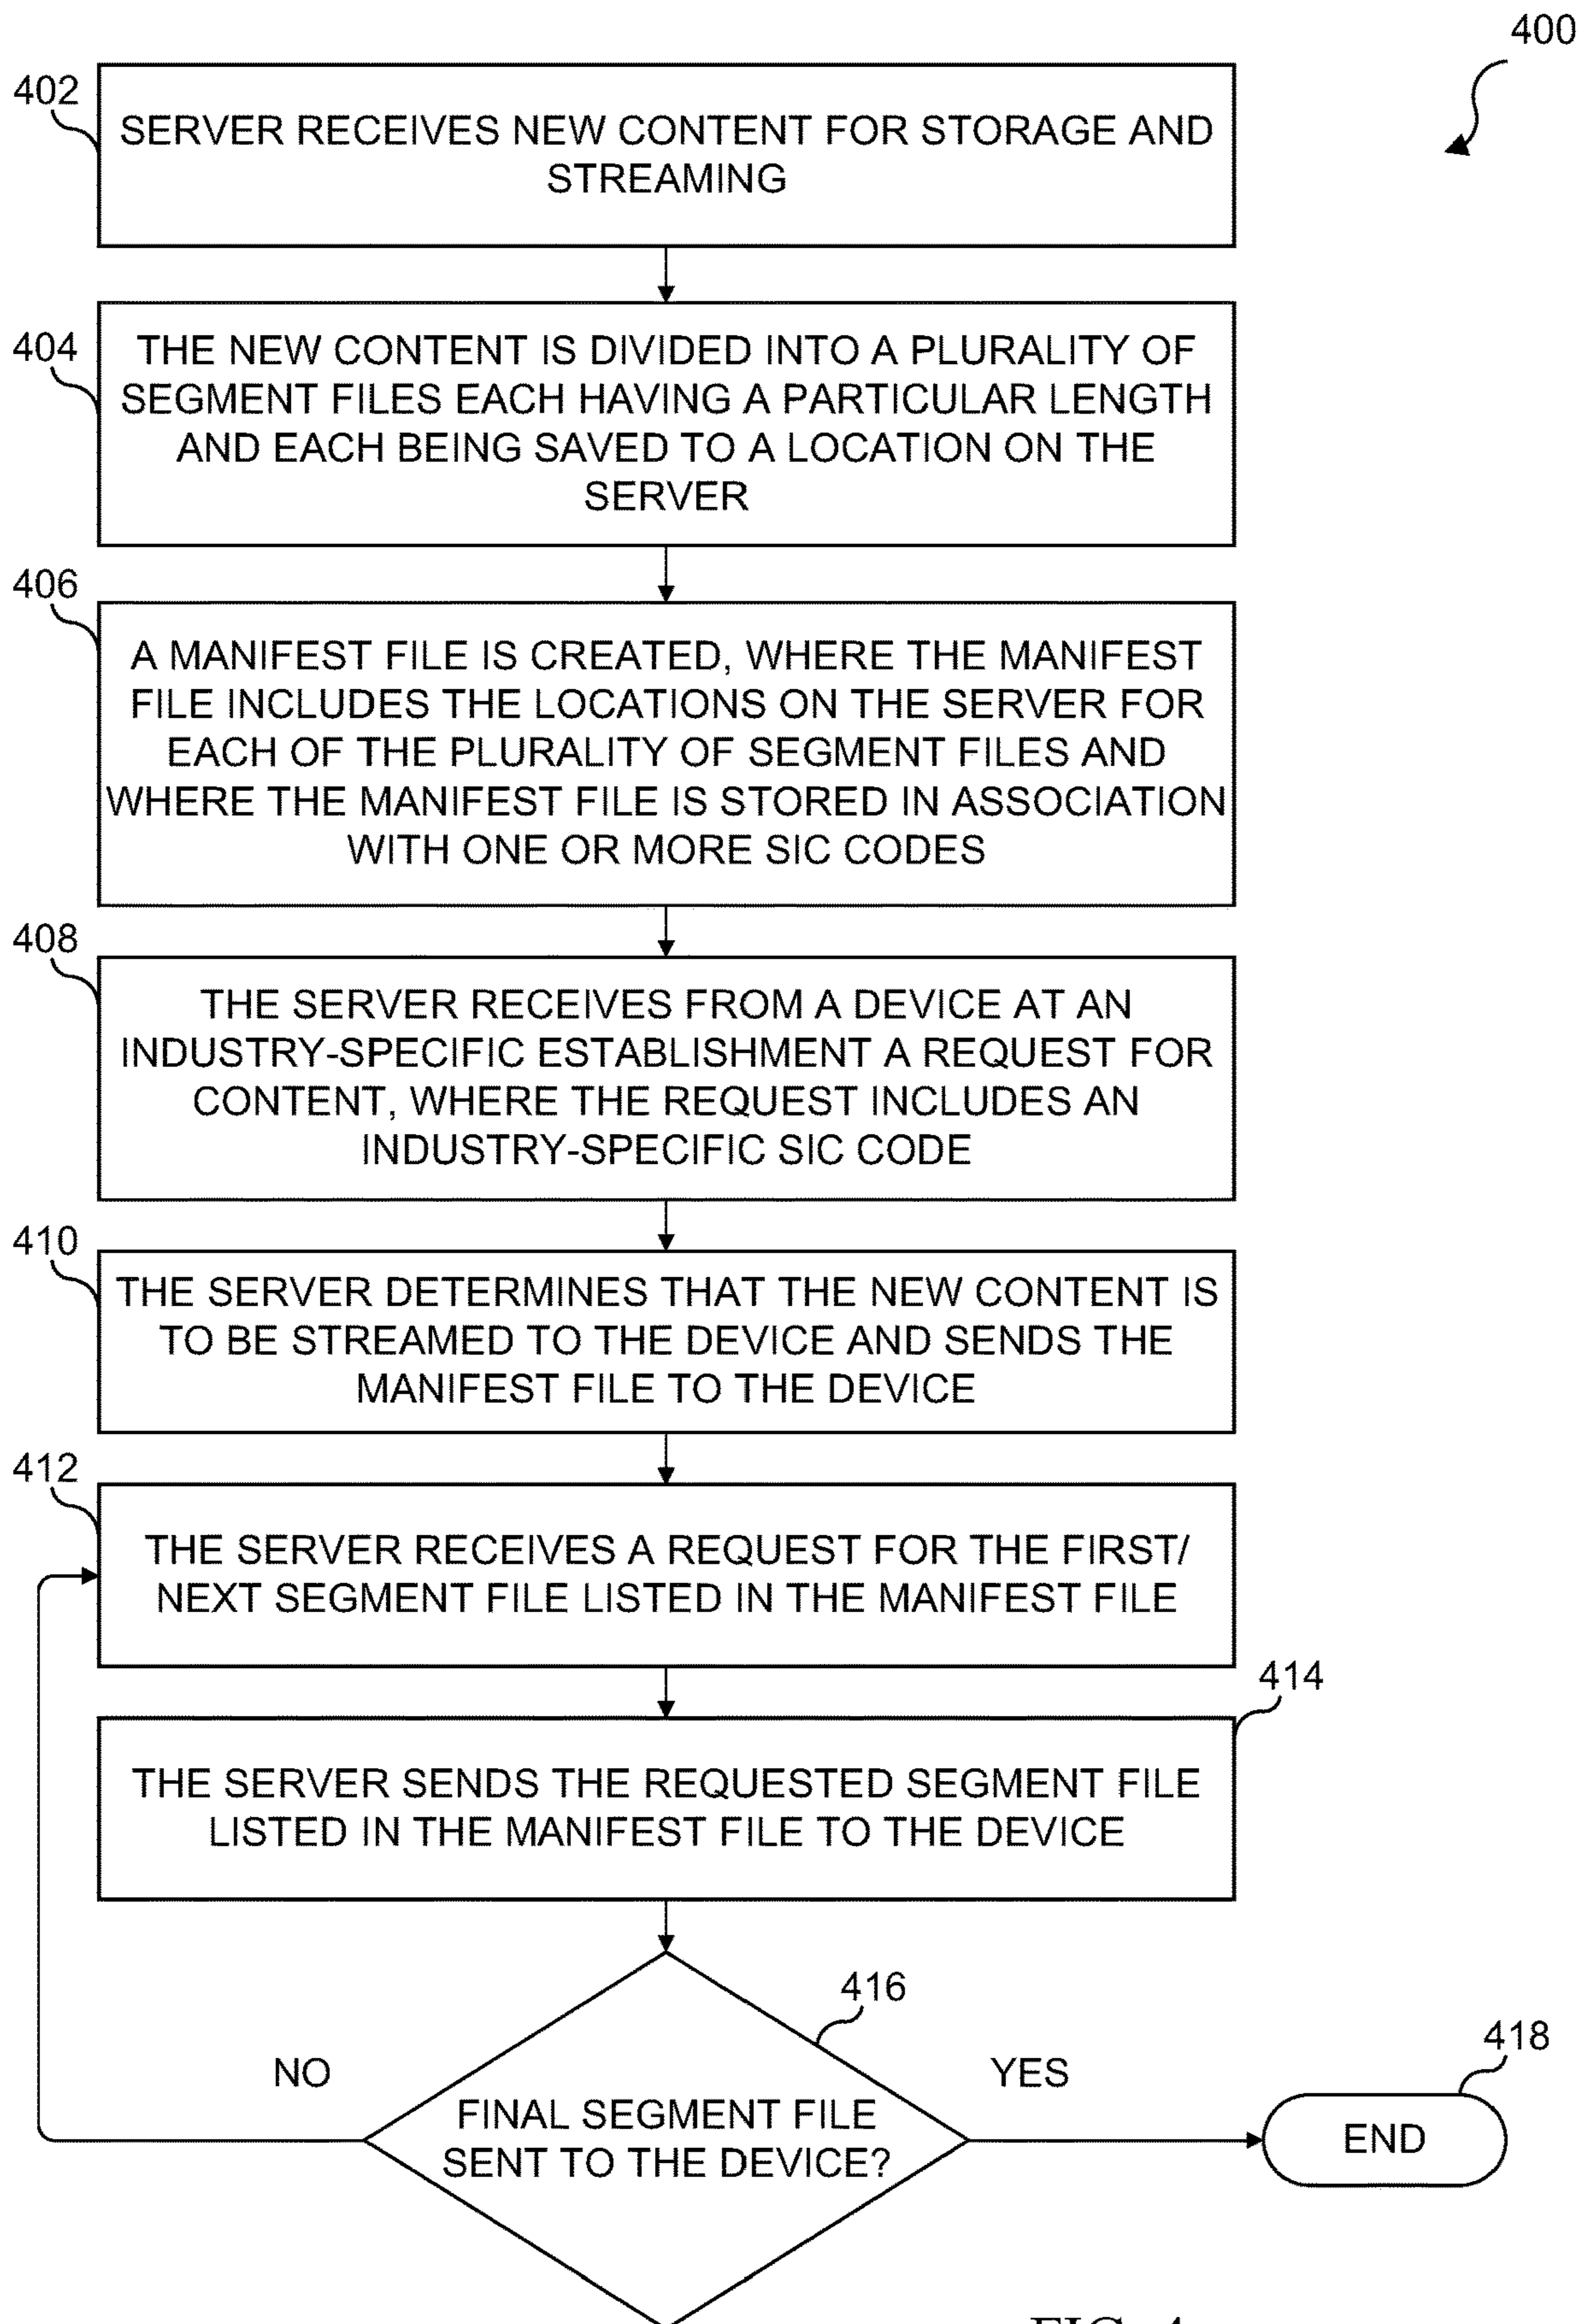 400
402
SERVER RECEIVES NEW CONTENT FOR STORAGE AND
STREAMING
404
THE NEW CONTENT IS DIVIDED INTO A PLURALITY OF
SEGMENT FILES EACH HAVING A PARTICULAR LENGTH
AND EACH BEING SAVED TO A LOCATION ON THE
SERVER
406
A MANIFEST FILE IS CREATED, WHERE THE MANIFEST
FILE INCLUDES THE LOCATIONS ON THE SERVER FOR
EACH OF THE PLURALITY OF SEGMENT FILES AND
WHERE THE MANIFEST FILE IS STORED IN ASSOCIATION
WITH ONE OR MORE SIC CODES
408
THE SERVER RECEIVES FROM A DEVICE AT AN
INDUSTRY-SPECIFIC ESTABLISHMENT A REQUEST FOR
CONTENT, WHERE THE REQUEST INCLUDES AN
INDUSTRY-SPECIFIC SIC CODE
410
THE SERVER DETERMINES THAT THE NEW CONTENT IS
TO BE STREAMED TO THE DEVICE AND SENDS THE
MANIFEST FILE TO THE DEVICE
412
THE SERVER RECEIVES A REQUEST FOR THE FIRST/
NEXT SEGMENT FILE LISTED IN THE MANIFEST FILE
414
THE SERVER SENDS THE REQUESTED SEGMENT FILE
LISTED IN THE MANIFEST FILE TO THE DEVICE
416
NO
YES
418
FINAL SEGMENT FILE
SENT TO THE DEVICE?
END